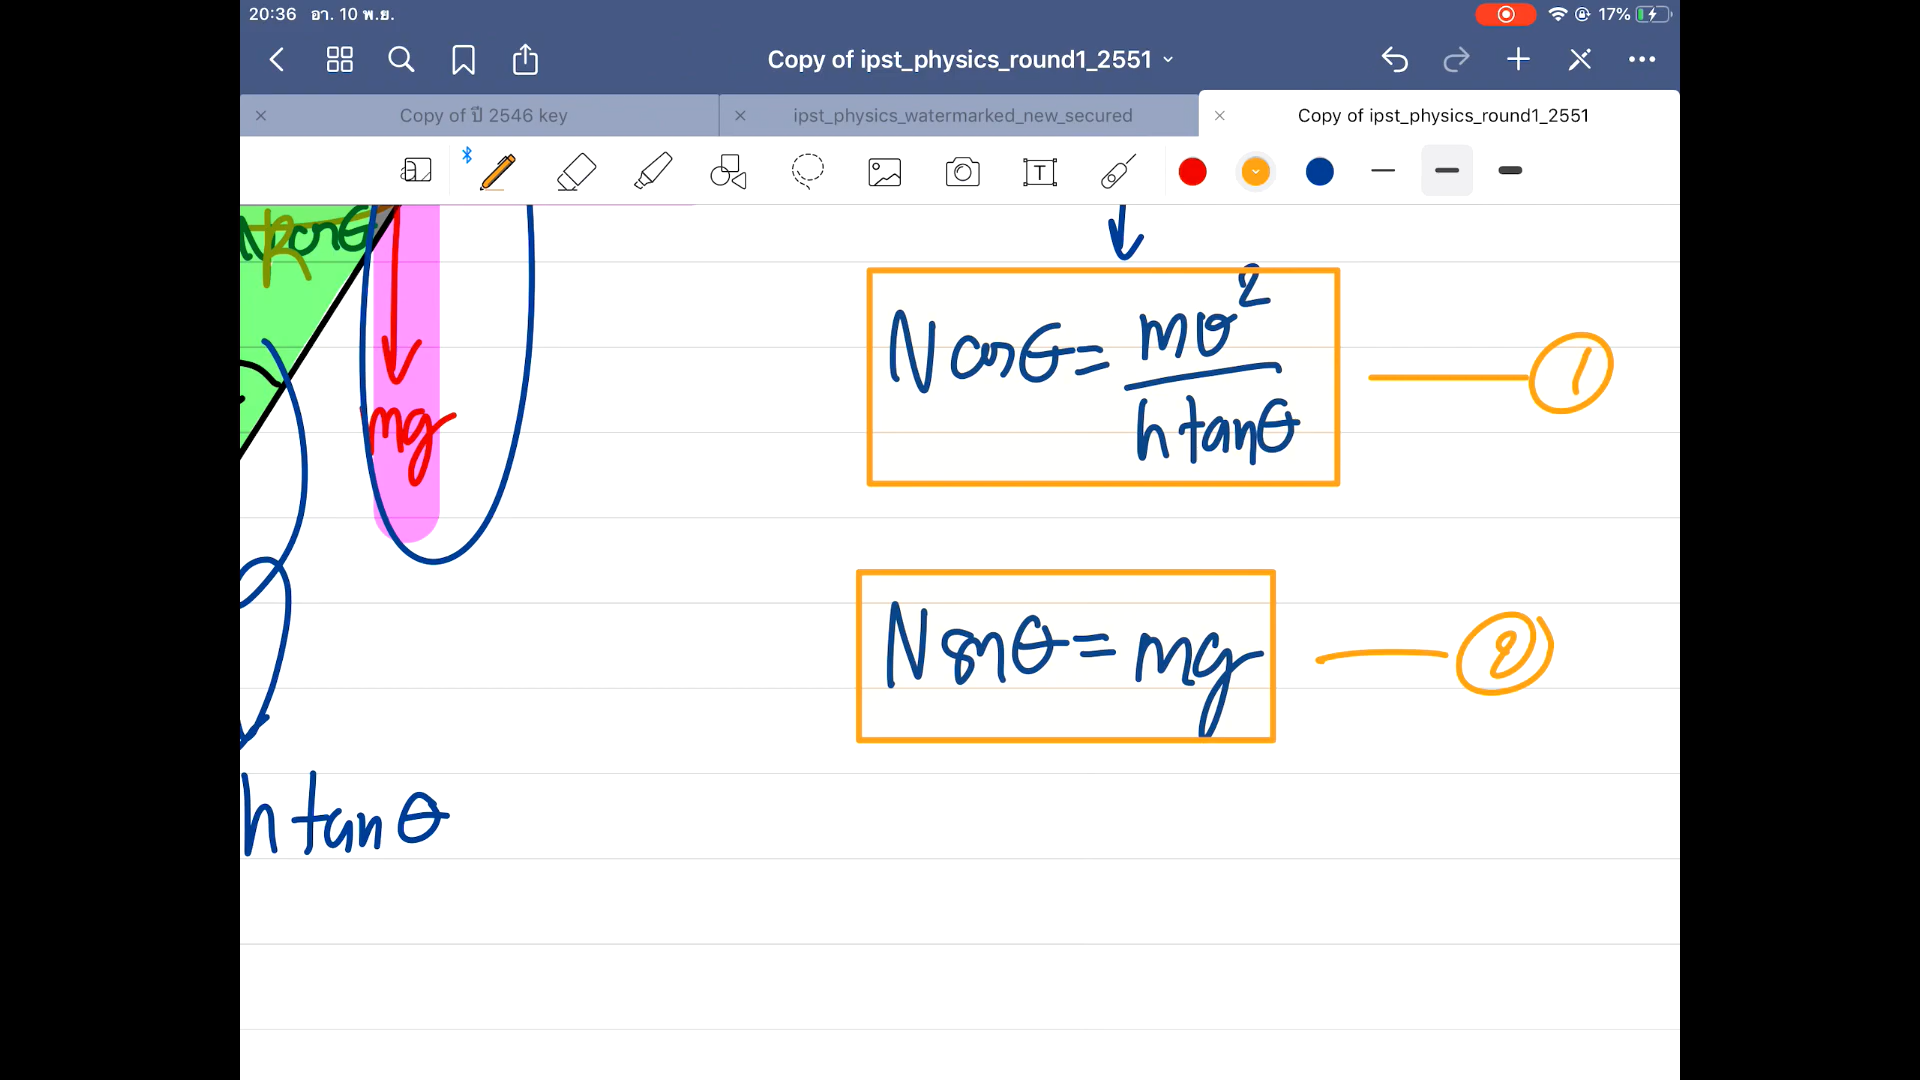 20:36 อา. 10 พ.ย.
17%
Copy of ipst_physics_round1_2551
Copy of ปี 2546 key
ipst_physics_watermarked_new_secured
Copy of ipst_physics_round1_2551
N cosθ
R
mg
N cosθ = mv²/h tanθ ——— ①
N sinθ = mg ——— ②
h tanθ